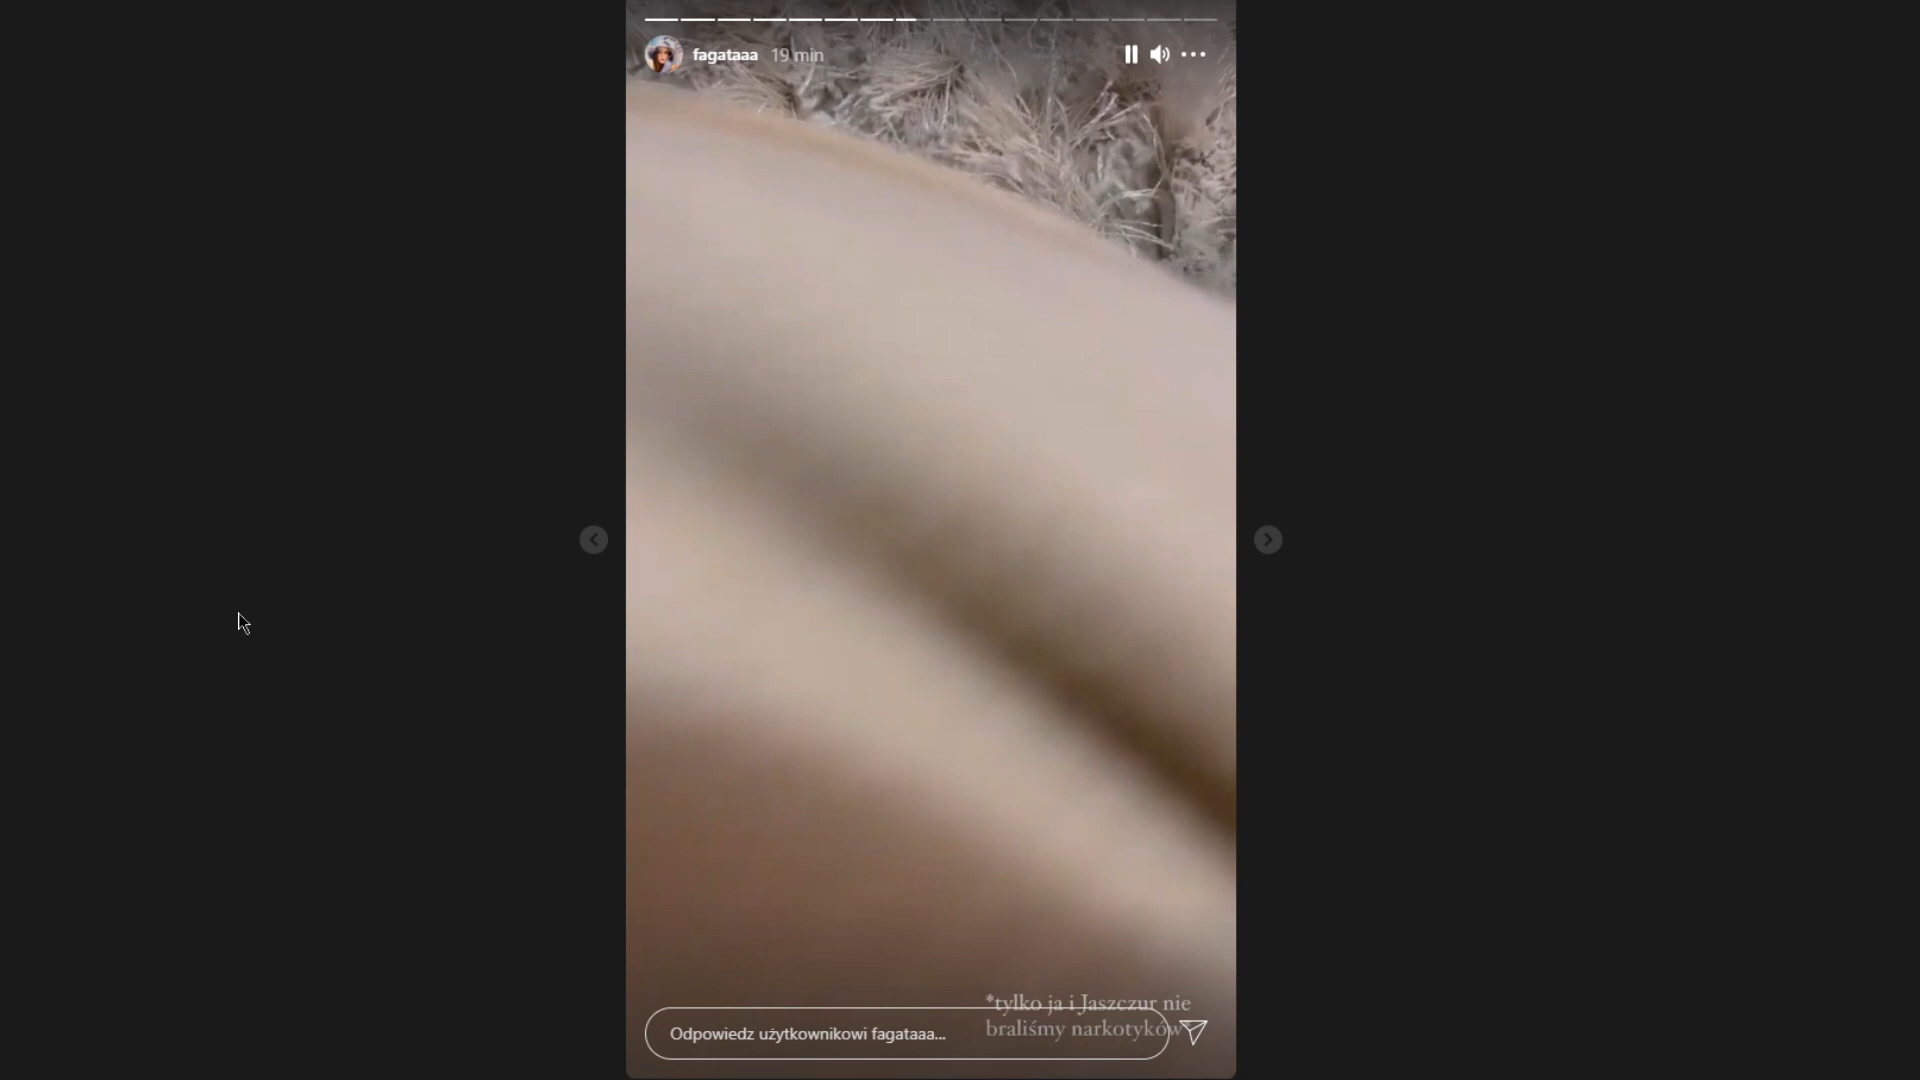 fagataaa 19 min
*tylko ja i Jaszczur nie
braliśmy narkotyków
Odpowiedz użytkownikowi fagataaa...